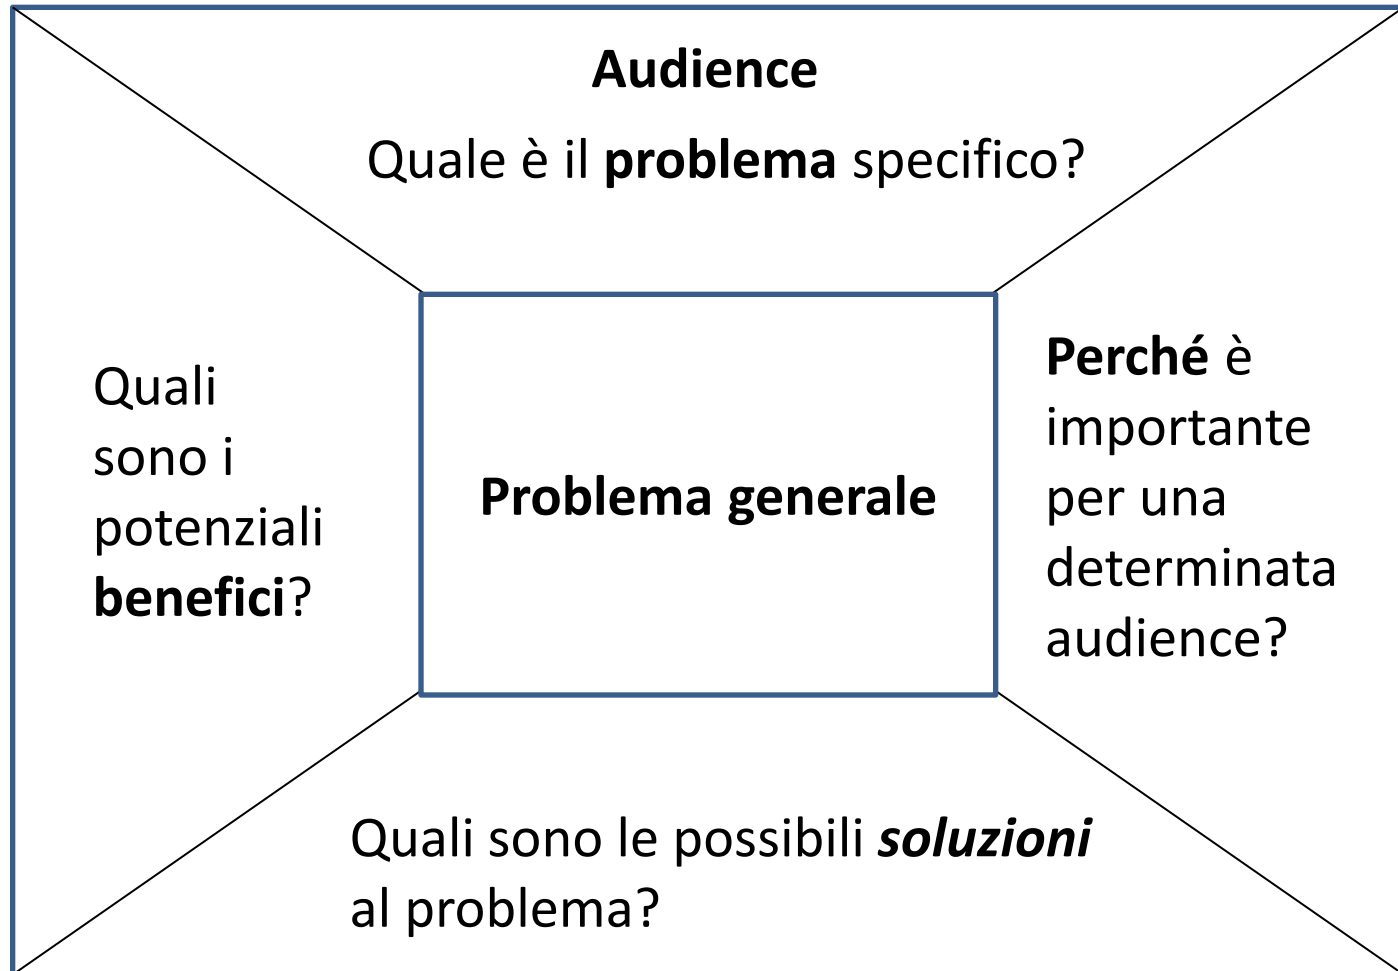 Audience
Quale è il problema specifico?
Quali
sono i
potenziali
benefici?
Problema generale
Perché è
importante
per una
determinata
audience?
Quali sono le possibili soluzioni
al problema?